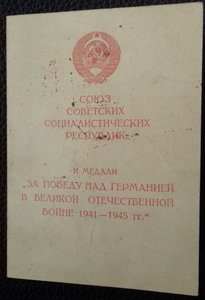 СОЮЗ
СОВЕТСКИХ
СОЦИАЛИСТИЧЕСКИХ
РЕСПУБЛИК
К МЕДАЛИ
„ЗА ПОБЕДУ НАД ГЕРМАНИЕЙ
В ВЕЛИКОЙ ОТЕЧЕСТВЕННОЙ
ВОЙНЕ 1941—1945 гг."